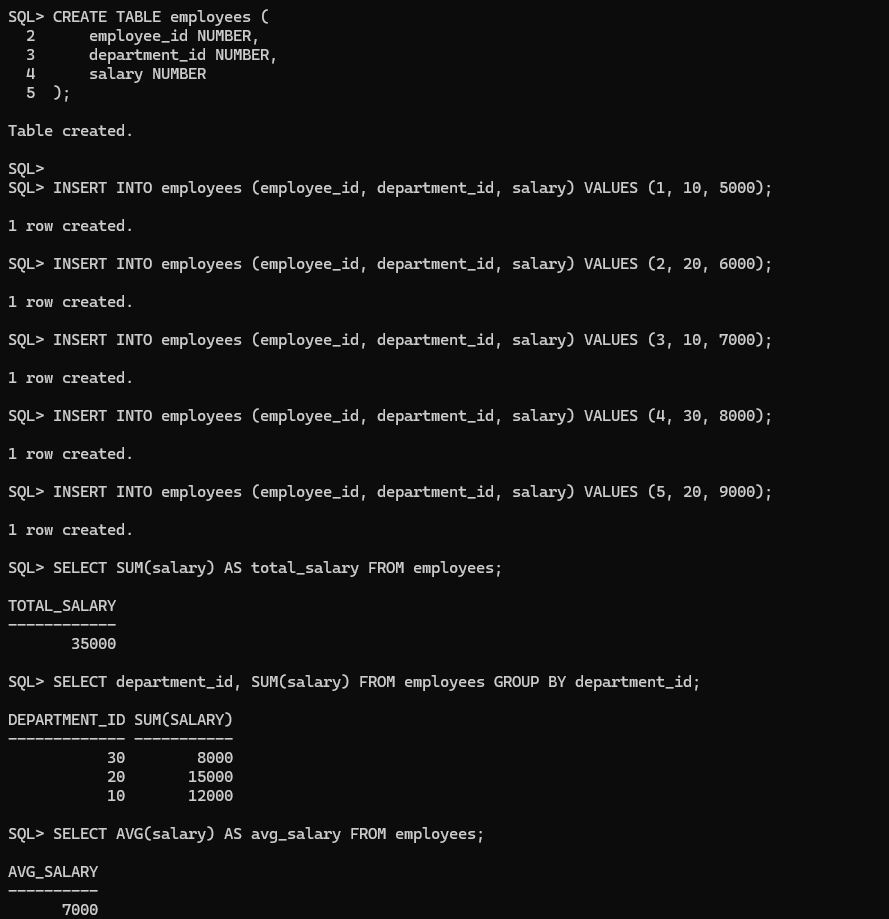 SQL> CREATE TABLE employees (
  2      employee_id NUMBER,
  3      department_id NUMBER,
  4      salary NUMBER
  5  );
Table created.
SQL>
SQL> INSERT INTO employees (employee_id, department_id, salary) VALUES (1, 10, 5000);
1 row created.
SQL> INSERT INTO employees (employee_id, department_id, salary) VALUES (2, 20, 6000);
1 row created.
SQL> INSERT INTO employees (employee_id, department_id, salary) VALUES (3, 10, 7000);
1 row created.
SQL> INSERT INTO employees (employee_id, department_id, salary) VALUES (4, 30, 8000);
1 row created.
SQL> INSERT INTO employees (employee_id, department_id, salary) VALUES (5, 20, 9000);
1 row created.
SQL> SELECT SUM(salary) AS total_salary FROM employees;
TOTAL_SALARY
------------
       35000
SQL> SELECT department_id, SUM(salary) FROM employees GROUP BY department_id;
DEPARTMENT_ID SUM(SALARY)
------------- -----------
           30        8000
           20       15000
           10       12000
SQL> SELECT AVG(salary) AS avg_salary FROM employees;
AVG_SALARY
----------
      7000